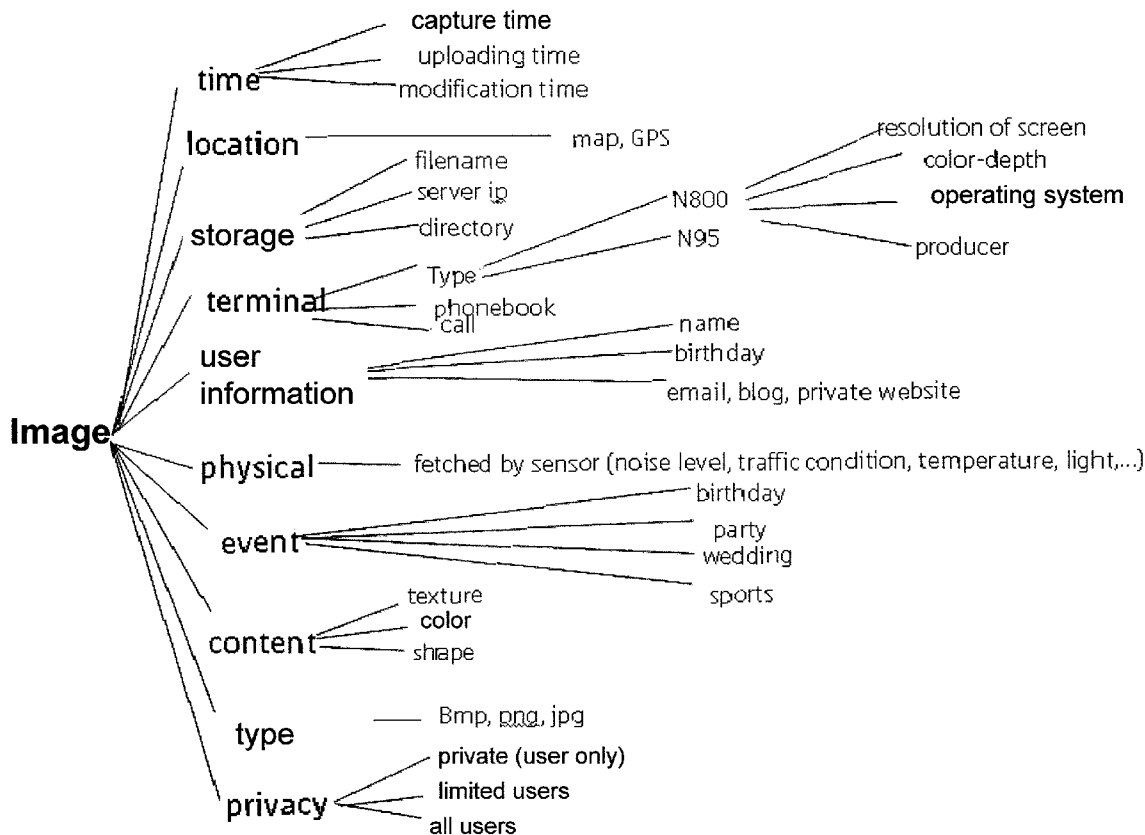 capture time
uploading time
time
modification time
location
map, GPS
resolution of screen
filename
color-depth
server ip
N800
operating system
storage
directory
N95
producer
Type
terminal
phonebook
call
name
user
information
birthday
email, blog, private website
Image
physical
fetched by sensor (noise level, traffic condition, temperature, light,...)
birthday
event
party
wedding
sports
texture
color
content
shape
type
Bmp, png, jpg
private (user only)
limited users
privacy
all users